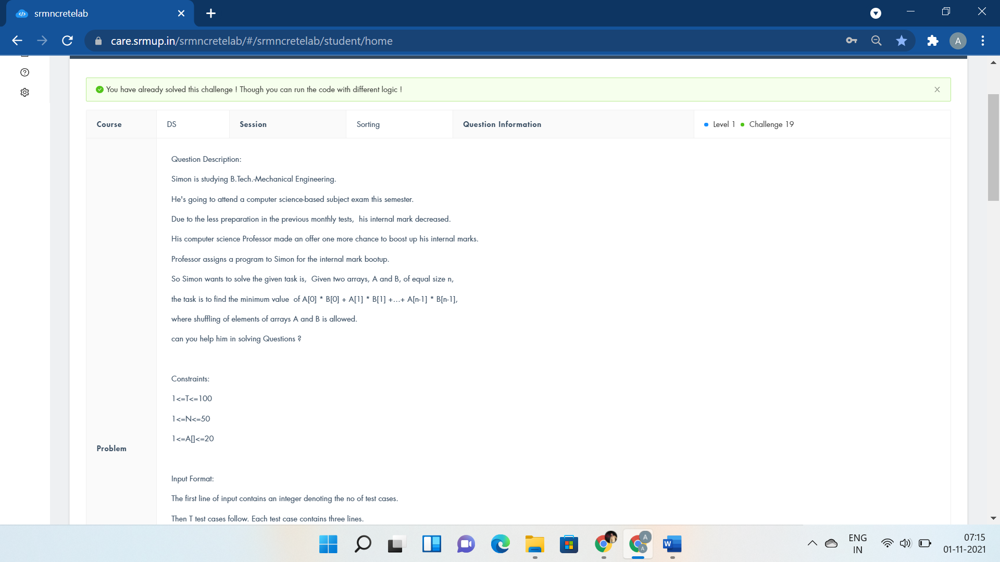 srmncretelab
care.srmup.in/srmncretelab/#/srmncretelab/student/home
A
You have already solved this challenge ! Though you can run the code with different logic !
Course DS Session Sorting Question Information Level 1 Challenge 19
Question Description:
Simon is studying B.Tech.-Mechanical Engineering.
He's going to attend a computer science-based subject exam this semester.
Due to the less preparation in the previous monthly tests,  his internal mark decreased.
His computer science Professor made an offer one more chance to boost up his internal marks.
Professor assigns a program to Simon for the internal mark bootup.
So Simon wants to solve the given task is,  Given two arrays, A and B, of equal size n,
the task is to find the minimum value  of A[0] * B[0] + A[1] * B[1] +...+ A[n-1] * B[n-1],
where shuffling of elements of arrays A and B is allowed.
can you help him in solving Questions ?
Constraints:
1<=T<=100
1<=N<=50
1<=A[]<=20
Problem
Input Format:
The first line of input contains an integer denoting the no of test cases.
Then T test cases follow. Each test case contains three lines.
A
A
W
ENG
IN
07:15
01-11-2021